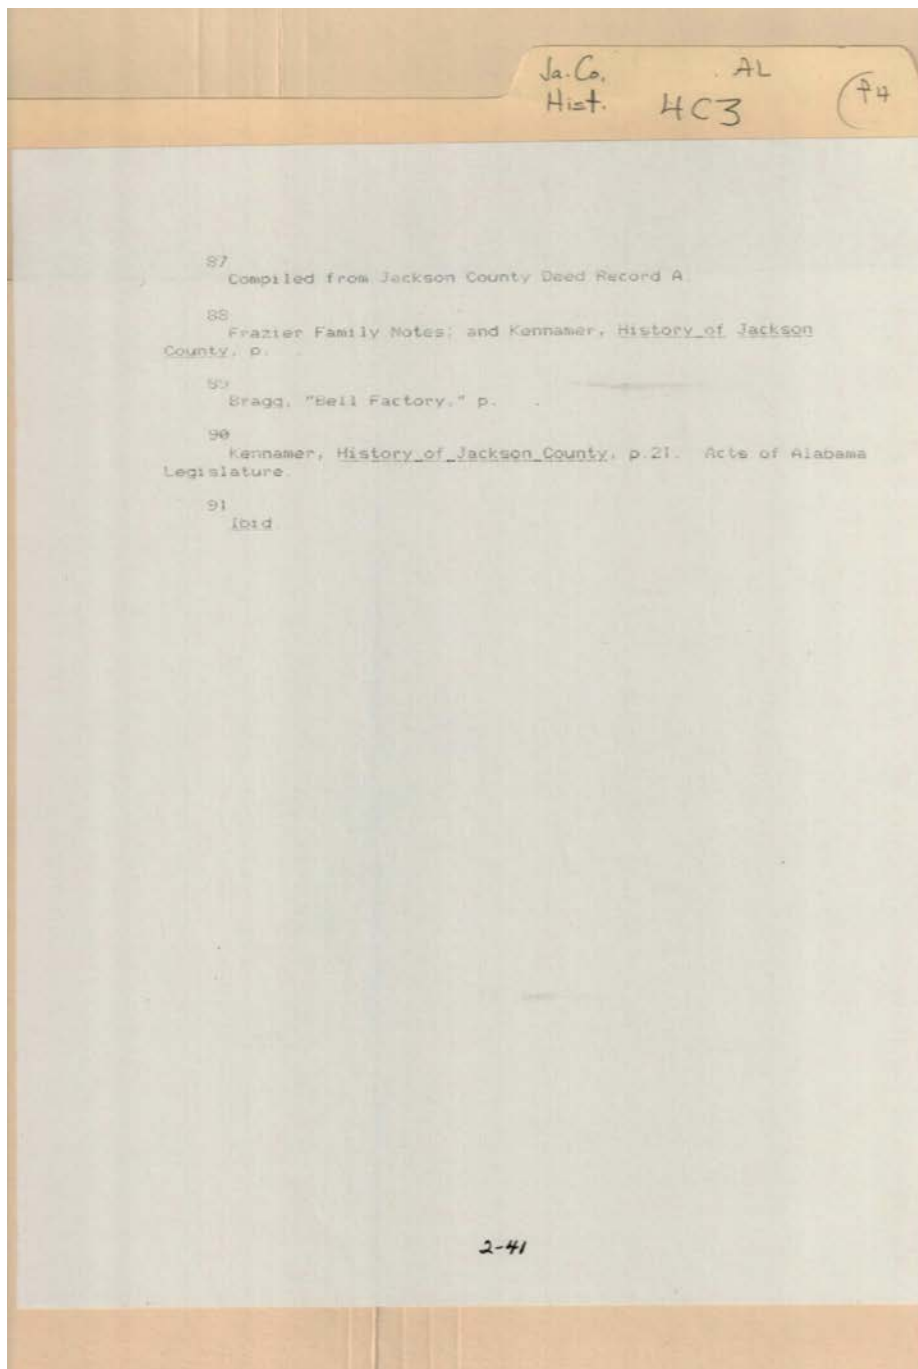 Ja. Co. AL
Hist. 4C3 P4
87
Compiled from Jackson County Deed Record A.
88
Frazier Family Notes; and Kennamer, History of Jackson
County, p. .
89
Bragg, "Bell Factory," p. .
90
Kennamer, History of Jackson County, p.21. Acts of Alabama
Legislature.
91
Ibid
2-41